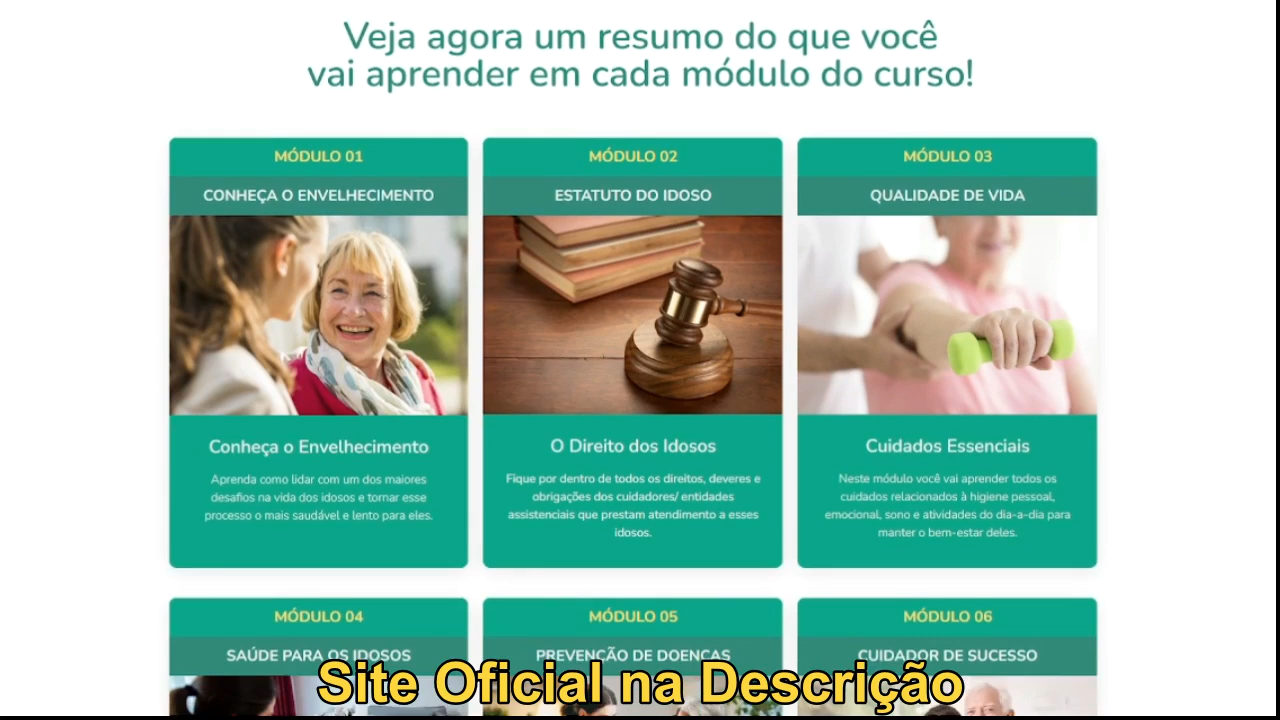 Veja agora um resumo do que você
vai aprender em cada módulo do curso!
MÓDULO 01
CONHEÇA O ENVELHECIMENTO
Conheça o Envelhecimento
Aprenda como lidar com um dos maiores
desafios na vida dos idosos e tornar esse
processo o mais saudável e lento para eles.
MÓDULO 02
ESTATUTO DO IDOSO
O Direito dos Idosos
Fique por dentro de todos os direitos, deveres e
obrigações dos cuidadores/ entidades
assistenciais que prestam atendimento a esses
idosos.
MÓDULO 03
QUALIDADE DE VIDA
Cuidados Essenciais
Neste módulo você vai aprender todos os
cuidados relacionados à higiene pessoal,
emocional, sono e atividades do dia-a-dia para
manter o bem-estar deles.
MÓDULO 04
SAÚDE PARA OS IDOSOS
MÓDULO 05
PREVENÇÃO DE DOENÇAS
MÓDULO 06
CUIDADOR DE SUCESSO
Site Oficial na Descrição